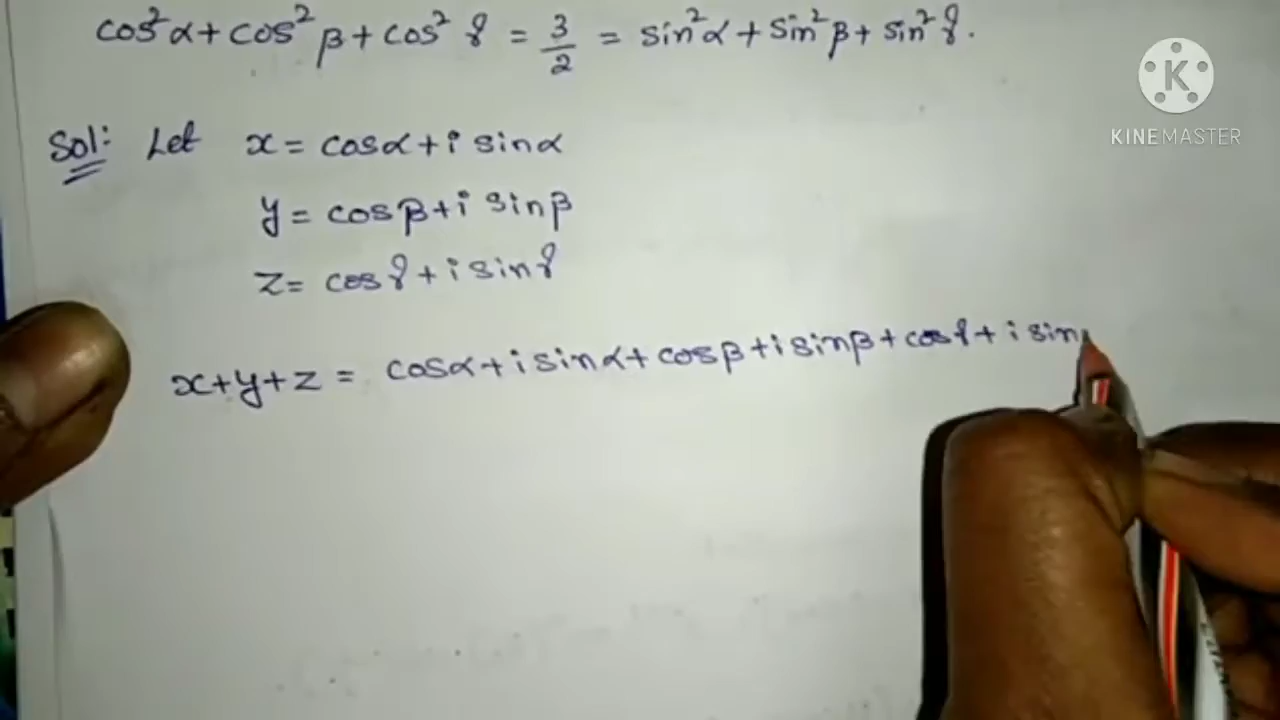 cos²α + cos²β + cos²γ = 3/2 = sin²α + sin²β + sin²γ.
K
KINEMASTER
Sol: Let x = cosα + i sinα
y = cosβ + i sinβ
z = cosγ + i sinγ
x+y+z = cosα + i sinα + cosβ + i sinβ + cosγ + i sin